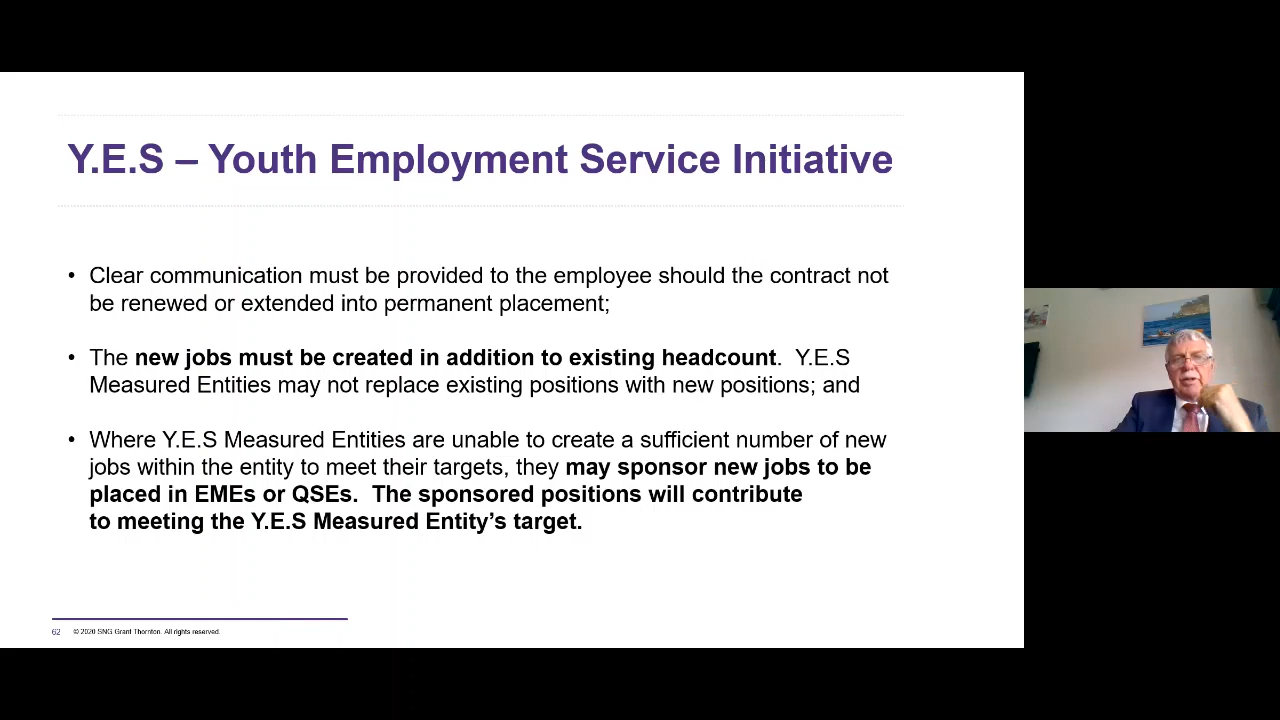 Y.E.S – Youth Employment Service Initiative
• Clear communication must be provided to the employee should the contract not
be renewed or extended into permanent placement;
• The new jobs must be created in addition to existing headcount. Y.E.S
Measured Entities may not replace existing positions with new positions; and
• Where Y.E.S Measured Entities are unable to create a sufficient number of new
jobs within the entity to meet their targets, they may sponsor new jobs to be
placed in EMEs or QSEs. The sponsored positions will contribute
to meeting the Y.E.S Measured Entity’s target.
62 © 2020 SNG Grant Thornton. All rights reserved.